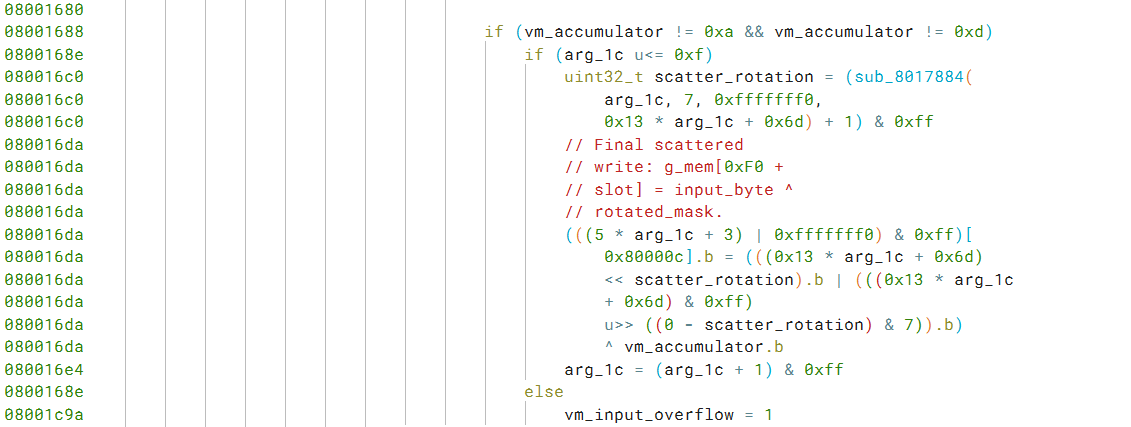 08001680
08001688 if (vm_accumulator != 0xa && vm_accumulator != 0xd)
0800168e if (arg_1c u<= 0xf)
080016c0 uint32_t scatter_rotation = (sub_8017884(
080016c0 arg_1c, 7, 0xfffffff0,
080016c0 0x13 * arg_1c + 0x6d) + 1) & 0xff
080016da // Final scattered
080016da // write: g_mem[0xF0 +
080016da // slot] = input_byte ^
080016da // rotated_mask.
080016da (((5 * arg_1c + 3) | 0xfffffff0) & 0xff)[
080016da 0x80000c].b = (((0x13 * arg_1c + 0x6d)
080016da << scatter_rotation).b | (((0x13 * arg_1c
080016da + 0x6d) & 0xff)
080016da u>> ((0 - scatter_rotation) & 7)).b)
080016da ^ vm_accumulator.b
080016e4 arg_1c = (arg_1c + 1) & 0xff
0800168e else
08001c9a vm_input_overflow = 1